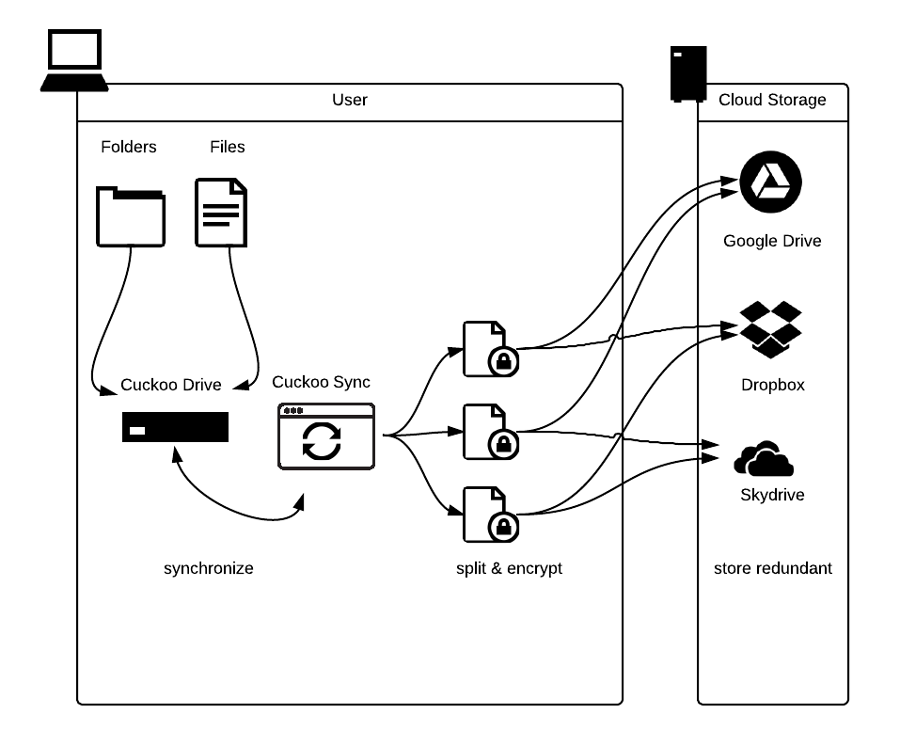 User
Cloud Storage
Folders
Files
Google Drive
Cuckoo Drive
Cuckoo Sync
Dropbox
Skydrive
synchronize
split & encrypt
store redundant